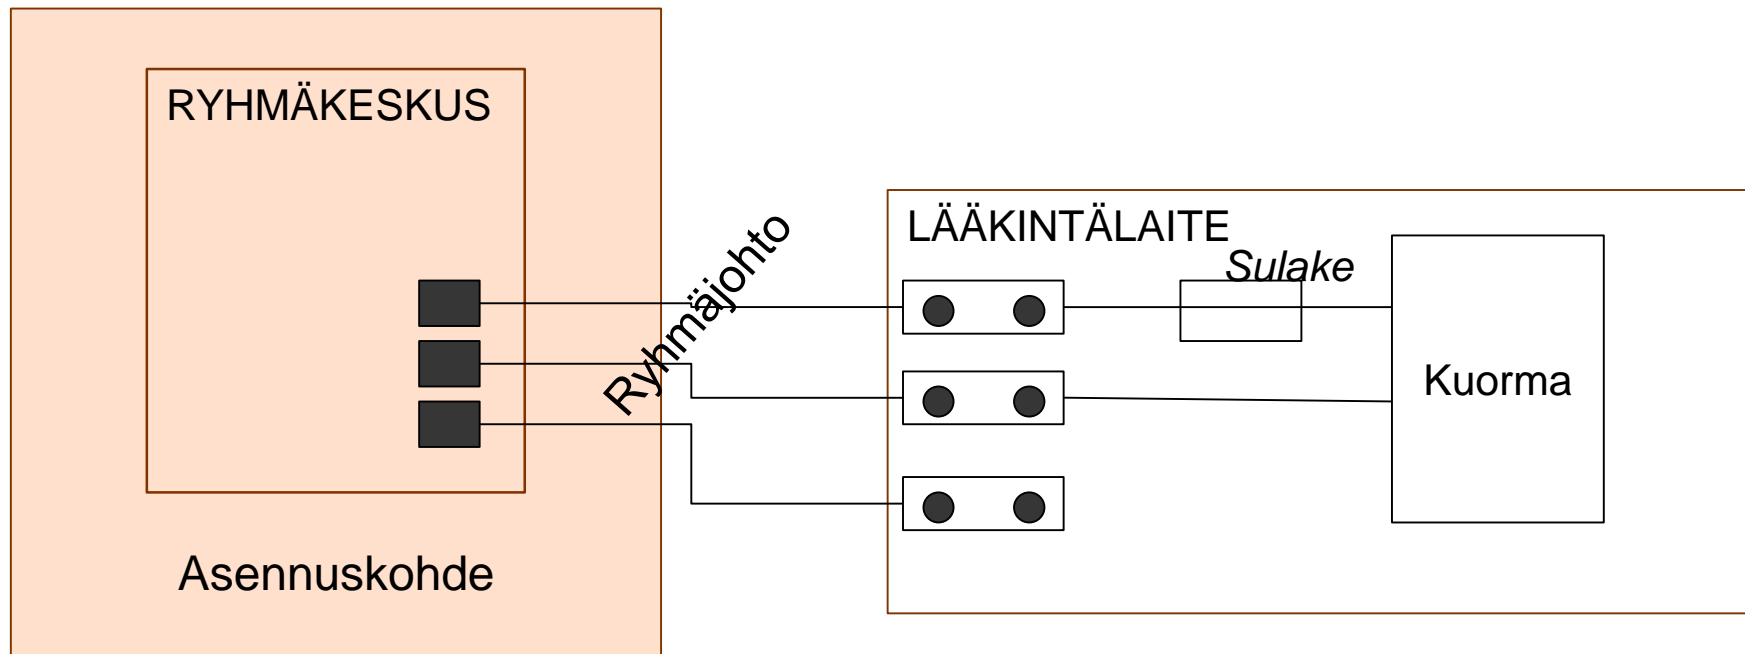 RYHMÄKESKUS
Asennuskohde
Ryhmäjohto
LÄÄKINTÄLAITE
Sulake
Kuorma